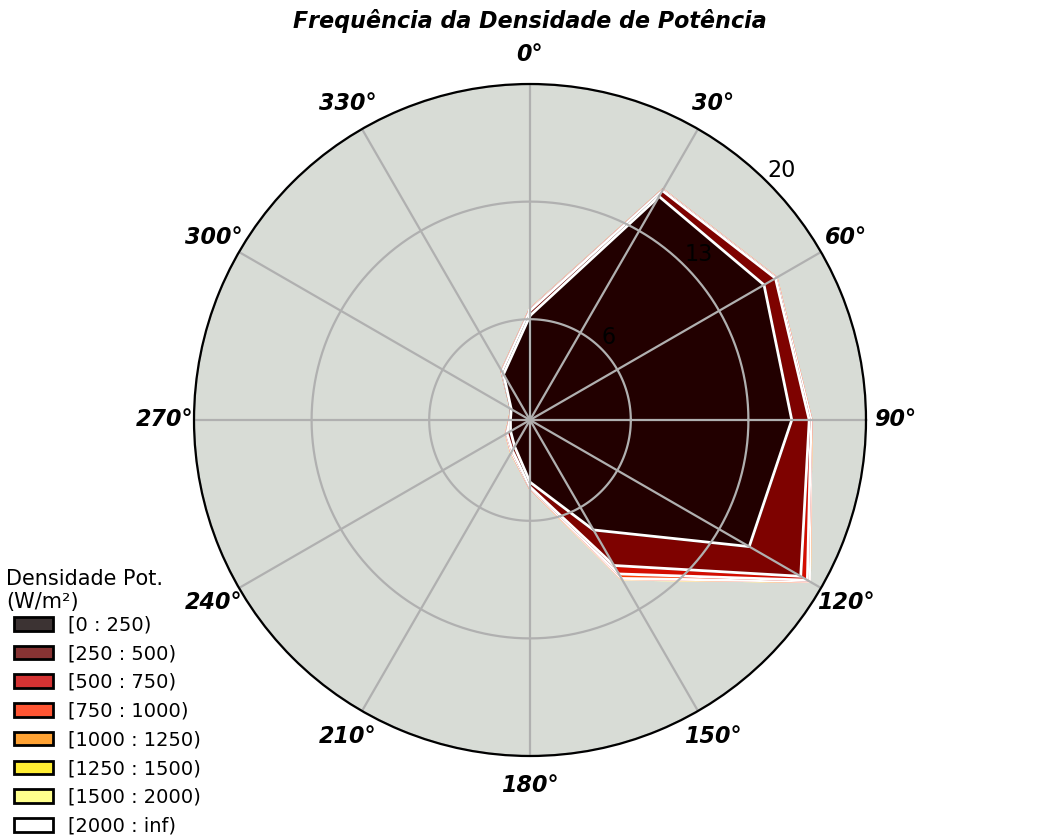 Frequência da Densidade de Potência
0°
330°
30°
20
300°
60°
13
6
270°
90°
240°
120°
210°
150°
180°
Densidade Pot.
(W/m²)
[0 : 250)
[250 : 500)
[500 : 750)
[750 : 1000)
[1000 : 1250)
[1250 : 1500)
[1500 : 2000)
[2000 : inf)